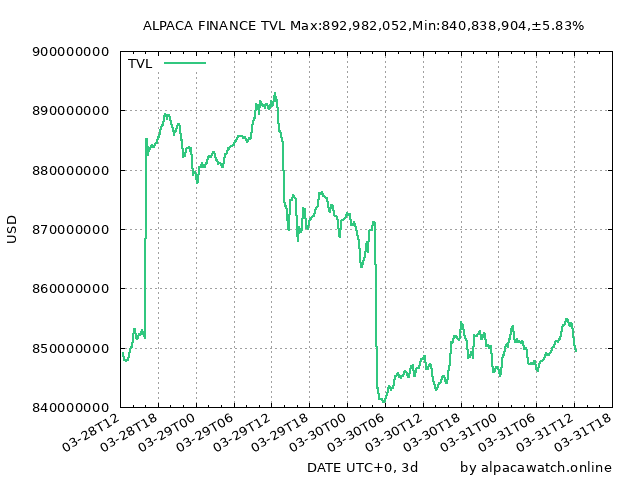 ALPACA FINANCE TVL Max:892,982,052,Min:840,838,904,±5.83%
900000000
TVL
890000000
880000000
870000000
USD
860000000
850000000
840000000
03-28T12 03-28T18 03-29T00 03-29T06 03-29T12 03-29T18 03-30T00 03-30T06 03-30T12 03-30T18 03-31T00 03-31T06 03-31T12 03-31T18
DATE UTC+0, 3d by alpacawatch.online